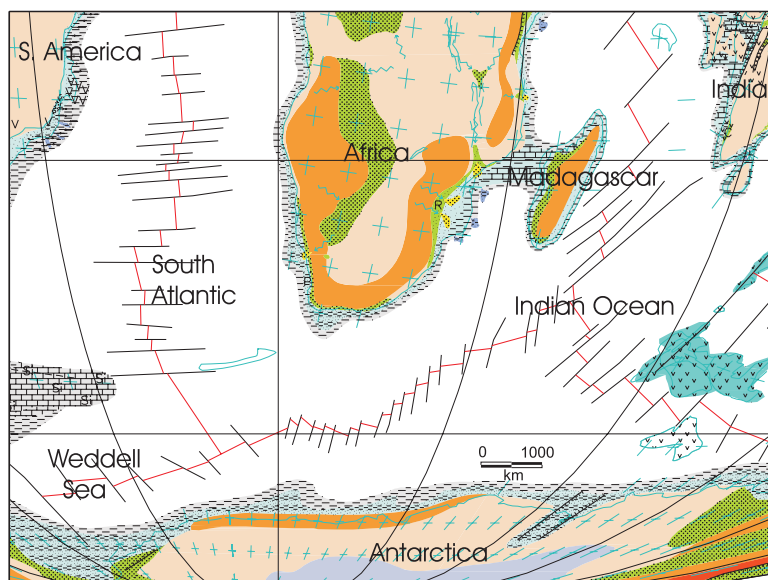 S. America
India
Africa
Madagascar
R
South
Atlantic
Indian Ocean
R
S.
S.
S.
S.
Weddell
Sea
0 1000
km
Antarctica